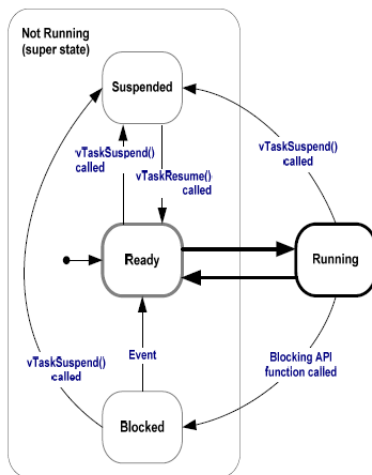 Not Running
(super state)
Suspended
vTaskSuspend()
called
vTaskResume()
called
vTaskSuspend()
called
Ready
Running
vTaskSuspend()
called
Event
Blocking API
function called
Blocked